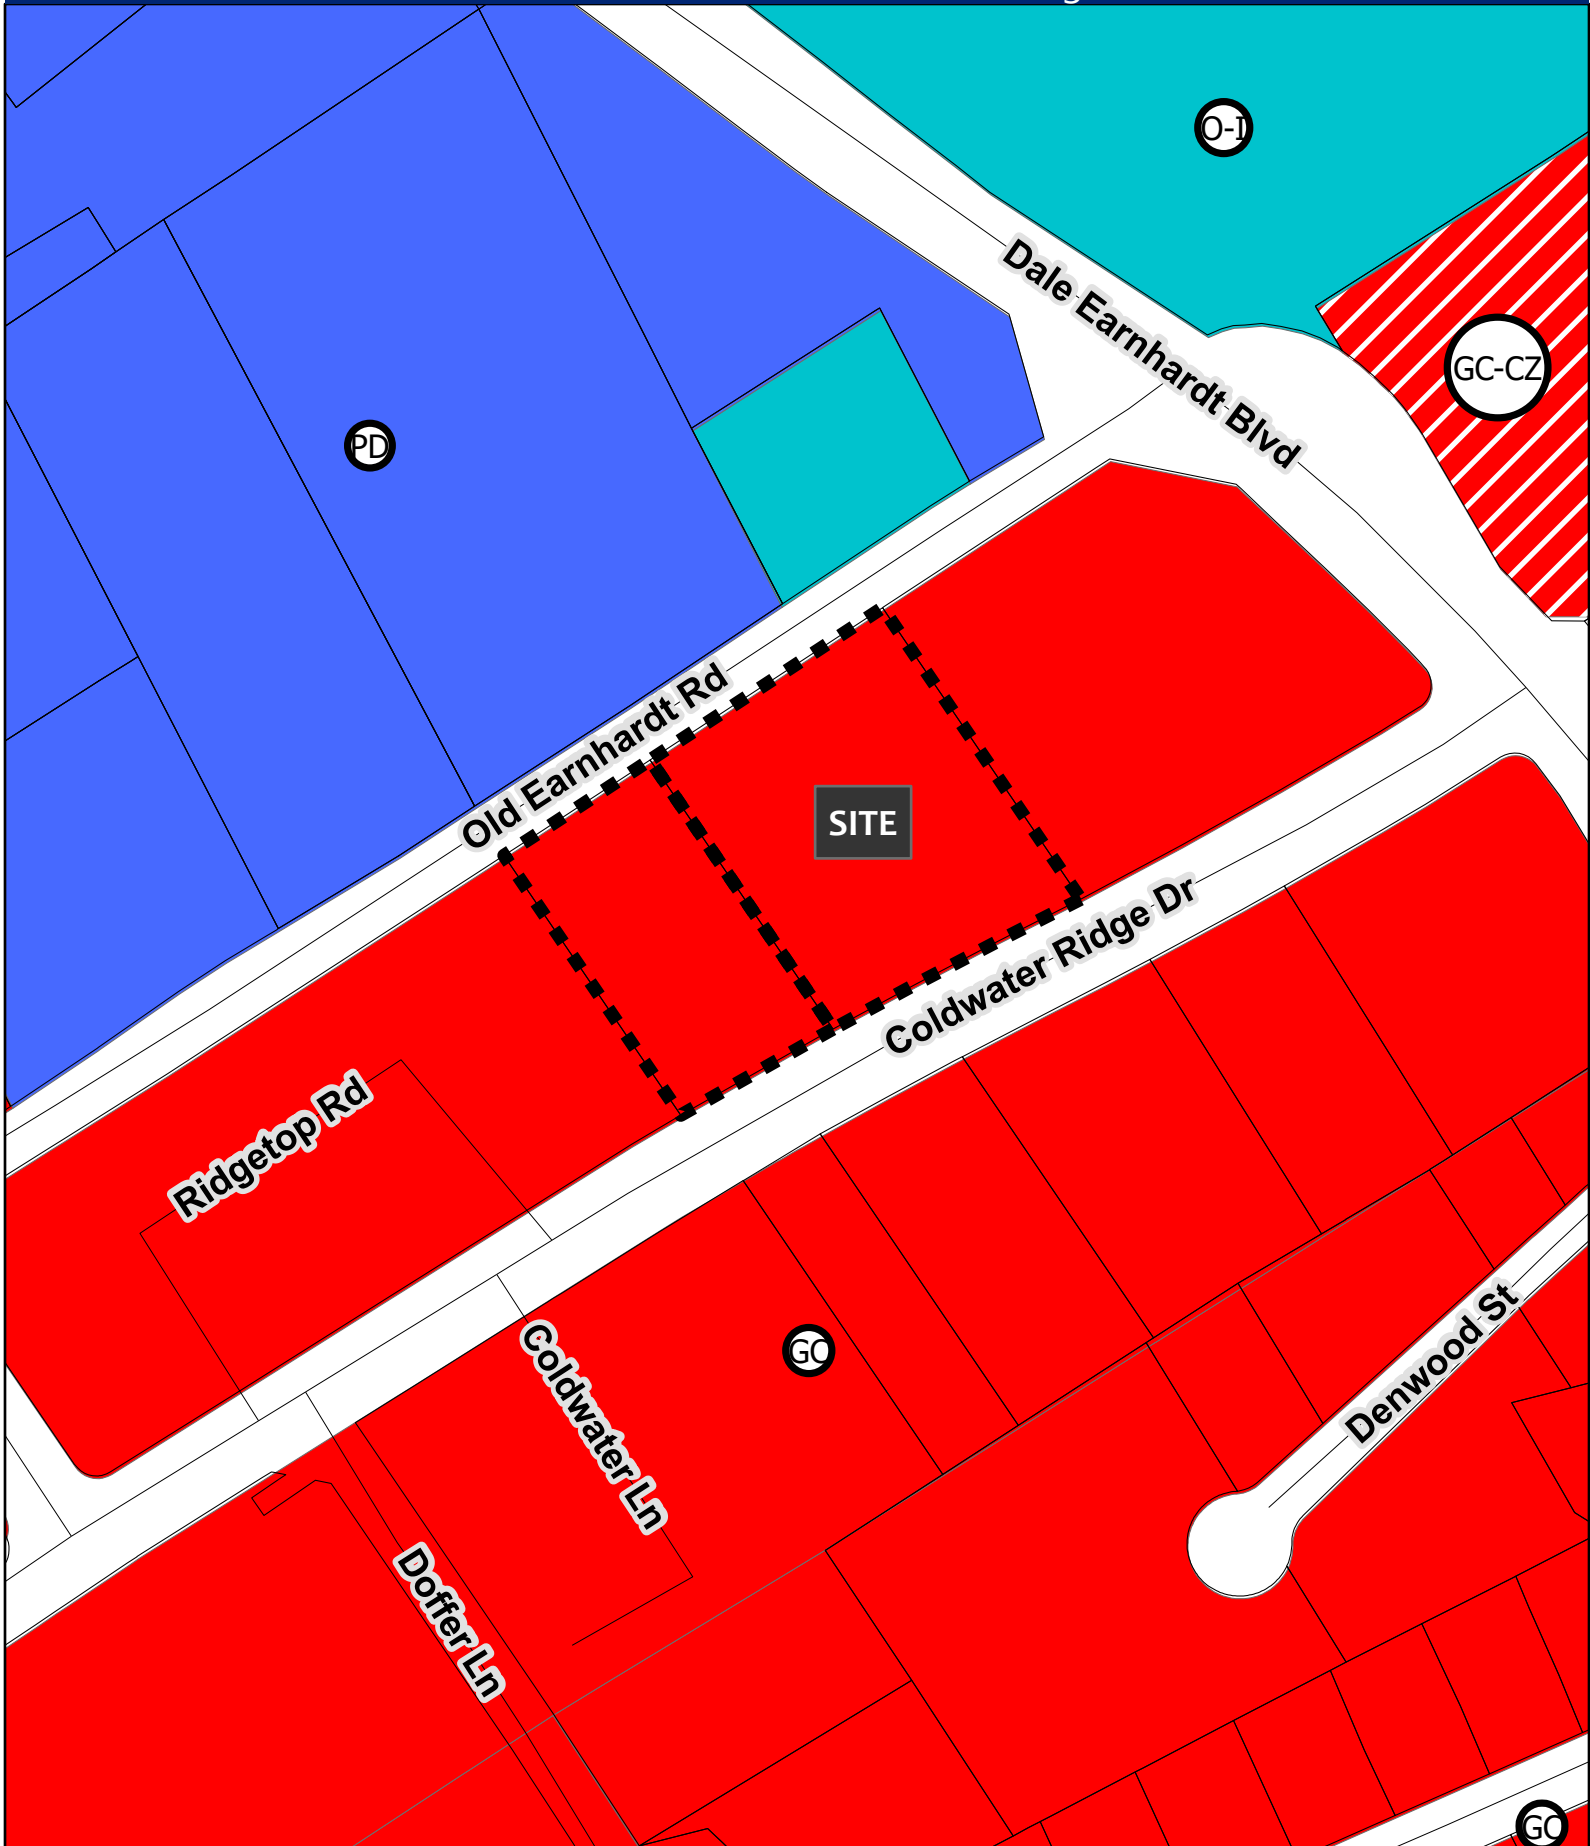 O-I
Dale Earnhardt Blvd
GC-CZ
PD
Old Earnhardt Rd
SITE
Coldwater Ridge Dr
Ridgetop Rd
Coldwater Ln
GC
Denwood St
Doffer Ln
GC